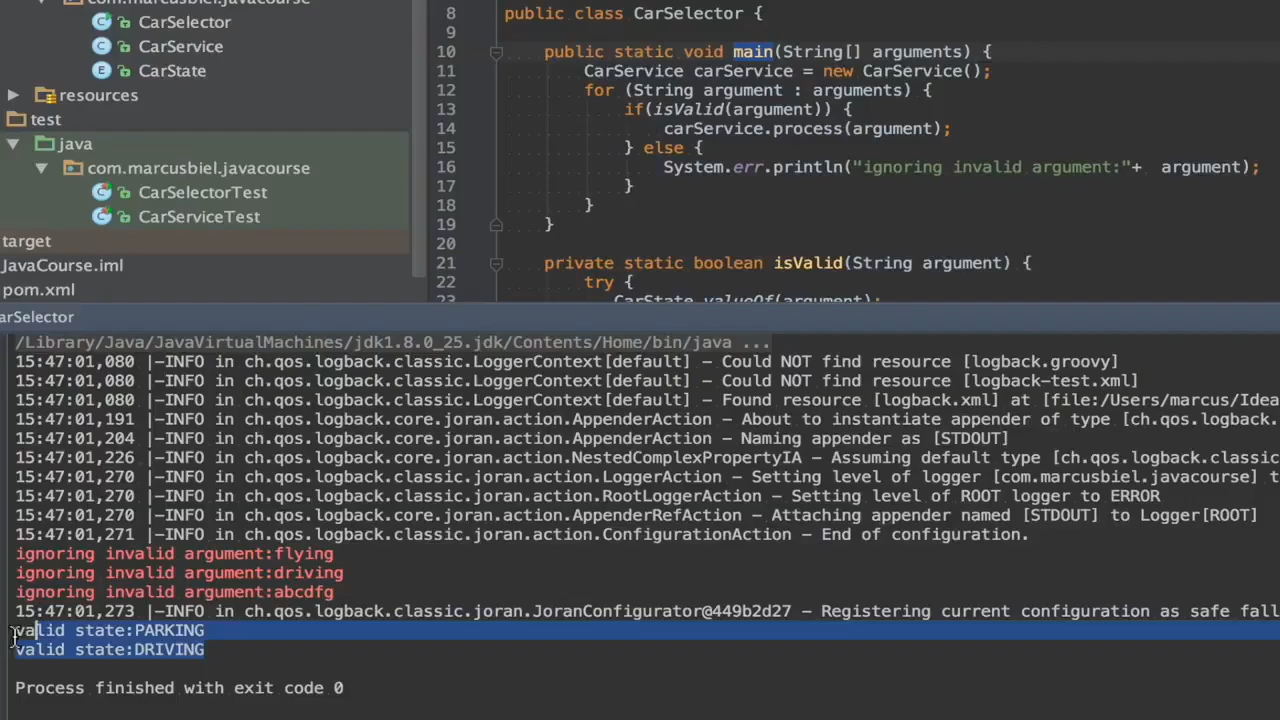 com.marcusbiel.javacourse
CarSelector
CarService
CarState
resources
test
java
com.marcusbiel.javacourse
CarSelectorTest
CarServiceTest
target
JavaCourse.iml
pom.xml
8 public class CarSelector {
9
10 public static void main(String[] arguments) {
11 CarService carService = new CarService();
12 for (String argument : arguments) {
13 if(isValid(argument)) {
14 carService.process(argument);
15 } else {
16 System.err.println("ignoring invalid argument:"+ argument);
17 }
18 }
19 }
20
21 private static boolean isValid(String argument) {
22 try {
23 CarState.valueOf(argument);
arSelector
/Library/Java/JavaVirtualMachines/jdk1.8.0_25.jdk/Contents/Home/bin/java ...
15:47:01,080 |-INFO in ch.qos.logback.classic.LoggerContext[default] - Could NOT find resource [logback.groovy]
15:47:01,080 |-INFO in ch.qos.logback.classic.LoggerContext[default] - Could NOT find resource [logback-test.xml]
15:47:01,080 |-INFO in ch.qos.logback.classic.LoggerContext[default] - Found resource [logback.xml] at [file:/Users/marcus/Idea
15:47:01,191 |-INFO in ch.qos.logback.core.joran.action.AppenderAction - About to instantiate appender of type [ch.qos.logback.
15:47:01,204 |-INFO in ch.qos.logback.core.joran.action.AppenderAction - Naming appender as [STDOUT]
15:47:01,226 |-INFO in ch.qos.logback.core.joran.action.NestedComplexPropertyIA - Assuming default type [ch.qos.logback.classic
15:47:01,270 |-INFO in ch.qos.logback.classic.joran.action.LoggerAction - Setting level of logger [com.marcusbiel.javacourse] t
15:47:01,270 |-INFO in ch.qos.logback.classic.joran.action.RootLoggerAction - Setting level of ROOT logger to ERROR
15:47:01,270 |-INFO in ch.qos.logback.core.joran.action.AppenderRefAction - Attaching appender named [STDOUT] to Logger[ROOT]
15:47:01,271 |-INFO in ch.qos.logback.classic.joran.action.ConfigurationAction - End of configuration.
ignoring invalid argument:flying
ignoring invalid argument:driving
ignoring invalid argument:abcdfg
15:47:01,273 |-INFO in ch.qos.logback.classic.joran.JoranConfigurator@449b2d27 - Registering current configuration as safe fall
valid state:PARKING
valid state:DRIVING
Process finished with exit code 0